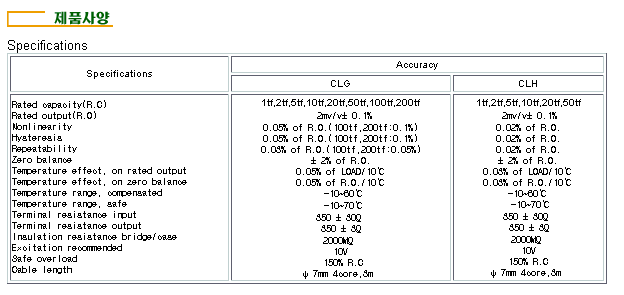 제품사양
Specifications
Specifications Accuracy
CLG CLH
Rated capacity(R.C) 1tf,2tf,5tf,10tf,20tf,50tf,100tf,200tf 1tf,2tf,5tf,10tf,20tf,50tf
Rated output(R.O) 2mv/v± 0.1% 2mv/v± 0.1%
Nonlinearity 0.05% of R.O.(100tf,200tf:0.1%) 0.02% of R.O.
Hysteresis 0.05% of R.O.(100tf,200tf:0.1%) 0.02% of R.O.
Repeatability 0.03% of R.O.(100tf,200tf:0.05%) 0.02% of R.O.
Zero balance ± 2% of R.O. ± 2% of R.O.
Temperature effect, on rated output 0.05% of LOAD/10℃ 0.03% of LOAD/10℃
Temperature effect, on zero balance 0.05% of R.O./10℃ 0.03% of R.O./10℃
Temperature range, compensated -10~60℃ -10~60℃
Temperature range, safe -10~70℃ -10~70℃
Terminal resistance input 350 ± 30Ω 350 ± 30Ω
Terminal resistance output 350 ± 3Ω 350 ± 3Ω
Insulation resistance bridge/case 2000MΩ 2000MΩ
Excitation recommended 10V 10V
Safe overload 150% R.C 150% R.C
Cable length ψ 7mm 4core,3m ψ 7mm 4core,3m